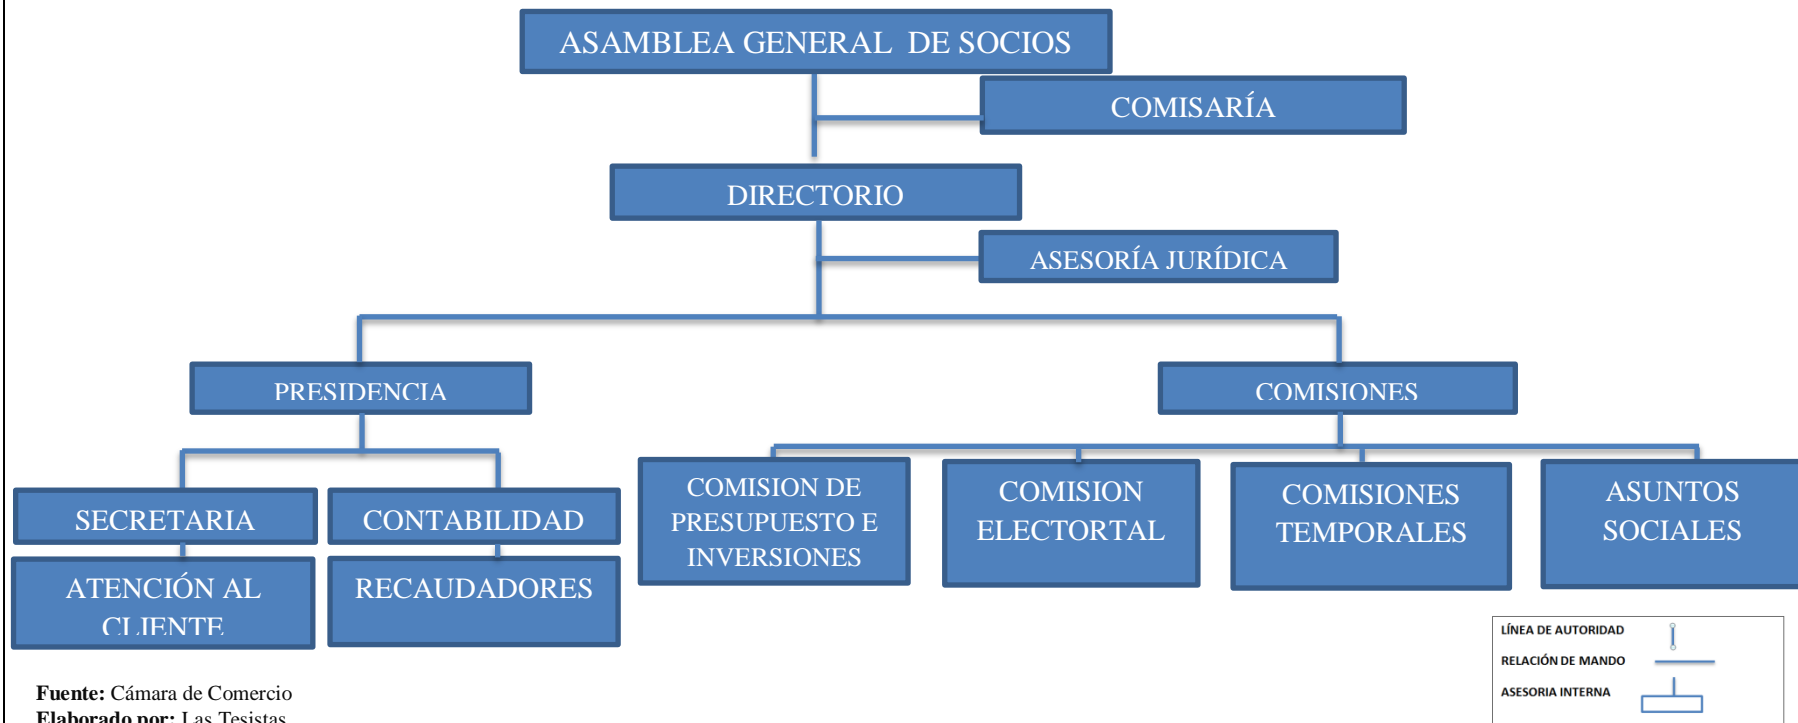 ASAMBLEA GENERAL DE SOCIOS
COMISARÍA
DIRECTORIO
ASESORÍA JURÍDICA
PRESIDENCIA
COMISIONES
SECRETARIA
CONTABILIDAD
COMISION DE
PRESUPUESTO E
INVERSIONES
COMISION
ELECTORTAL
COMISIONES
TEMPORALES
ASUNTOS
SOCIALES
ATENCIÓN AL
CLIENTE
RECAUDADORES
LÍNEA DE AUTORIDAD
RELACIÓN DE MANDO
ASESORIA INTERNA
Fuente: Cámara de Comercio
Elaborado por: Las Tesistas